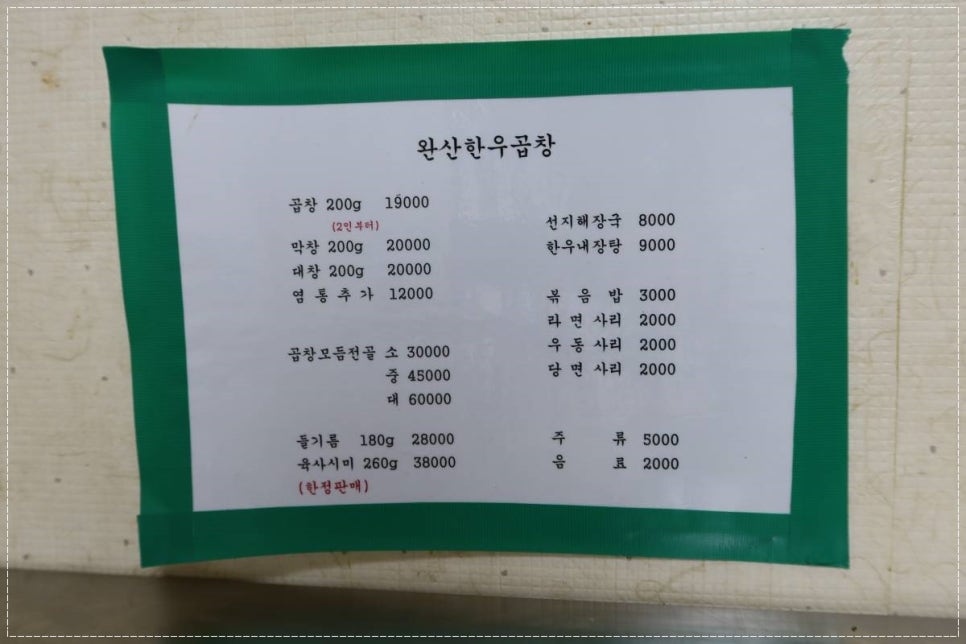 완산한우곱창
곱창 200g 19000
(2인부터)
막창 200g 20000
대창 200g 20000
염통추가 12000
곱창모듬전골 소 30000
중 45000
대 60000
들기름 180g 28000
육사시미 260g 38000
(한정판매)
선지해장국 8000
한우내장탕 9000
볶음밥 3000
라면사리 2000
우동사리 2000
당면사리 2000
주류 5000
음료 2000